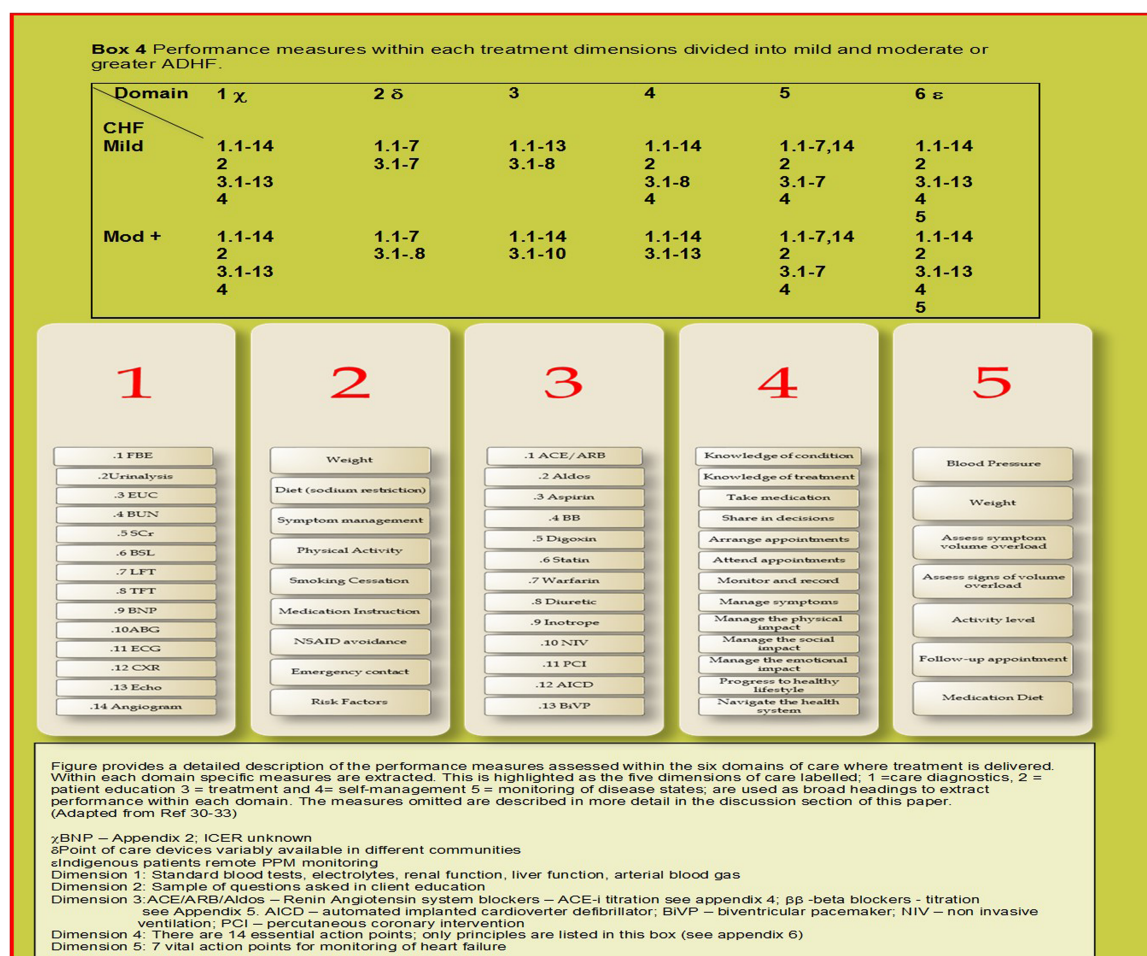 Box 4 Performance measures within each treatment dimensions divided into mild and moderate or
greater ADHF.
Domain 1 χ 2 δ 3 4 5 6 ε
CHF
Mild 1.1-14 1.1-7 1.1-13 1.1-14 1.1-7,14 1.1-14
2 3.1-7 3.1-8 2 2 2
3.1-13 3.1-8 3.1-7 3.1-13
4 4 4 4
5
Mod + 1.1-14 1.1-7 1.1-14 1.1-14 1.1-7,14 1.1-14
2 3.1-.8 3.1-10 3.1-13 2 2
3.1-13 3.1-7 3.1-13
4 4 4
5
1
.1 FBE
.2Urinalysis
.3 EUC
.4 BUN
.5 SCr
.6 BSL
.7 LFT
.8 TFT
.9 BNP
.10ABG
.11 ECG
.12 CXR
.13 Echo
.14 Angiogram
2
Weight
Diet (sodium restriction)
Symptom management
Physical Activity
Smoking Cessation
Medication Instruction
NSAID avoidance
Emergency contact
Risk Factors
3
.1 ACE/ARB
.2 Aldos
.3 Aspirin
.4 BB
.5 Digoxin
.6 Statin
.7 Warfarin
.8 Diuretic
.9 Inotrope
.10 NIV
.11 PCI
.12 AICD
.13 BiVP
4
Knowledge of condition
Knowledge of treatment
Take medication
Share in decisions
Arrange appointments
Attend appointments
Monitor and record
Manage symptoms
Manage the physical
impact
Manage the social
impact
Manage the emotional
impact
Progress to healthy
lifestyle
Navigate the health
system
5
Blood Pressure
Weight
Assess symptom
volume overload
Assess signs of volume
overload
Activity level
Follow-up appointment
Medication Diet
Figure provides a detailed description of the performance measures assessed within the six domains of care where treatment is delivered.
Within each domain specific measures are extracted. This is highlighted as the five dimensions of care labelled; 1 =care diagnostics, 2 =
patient education 3 = treatment and 4= self-management 5 = monitoring of disease states; are used as broad headings to extract
performance within each domain. The measures omitted are described in more detail in the discussion section of this paper.
(Adapted from Ref 30-33)
χBNP – Appendix 2; ICER unknown
δPoint of care devices variably available in different communities
εIndigenous patients remote PPM monitoring
Dimension 1: Standard blood tests, electrolytes, renal function, liver function, arterial blood gas
Dimension 2: Sample of questions asked in client education
Dimension 3:ACE/ARB/Aldos – Renin Angiotensin system blockers – ACE-i titration see appendix 4; ββ -beta blockers - titration
see Appendix 5. AICD – automated implanted cardioverter defibrillator; BiVP – biventricular pacemaker; NIV – non invasive
ventilation; PCI – percutaneous coronary intervention
Dimension 4: There are 14 essential action points; only principles are listed in this box (see appendix 6)
Dimension 5: 7 vital action points for monitoring of heart failure